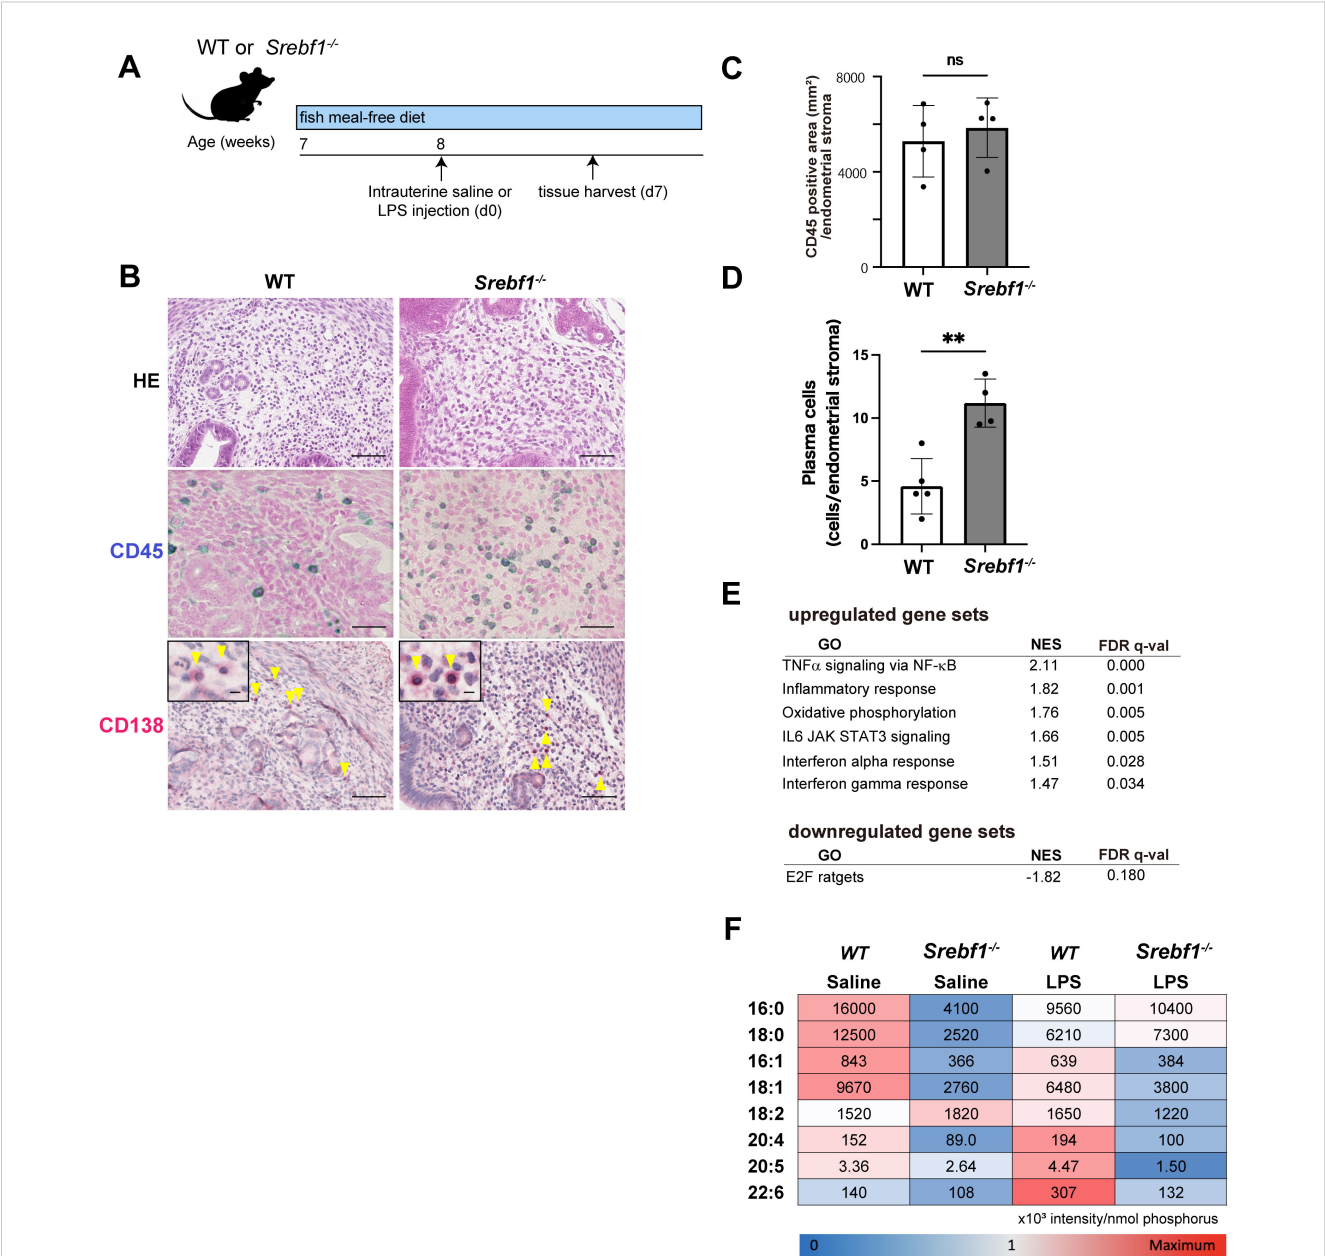 A
WT or Srebf1-/-
fish meal-free diet
Age (weeks)
7
8
Intrauterine saline or
LPS injection (d0)
tissue harvest (d7)
B
WT
Srebf1-/-
HE
CD45
CD138
C
ns
CD45 positive area (mm²)
/endometrial stroma
8000
4000
0
WT
Srebf1-/-
D
**
Plasma cells
(cells/endometrial stroma)
15
10
5
0
WT
Srebf1-/-
E
upregulated gene sets
GO NES FDR q-val
TNFα signaling via NF-κB 2.11 0.000
Inflammatory response 1.82 0.001
Oxidative phosphorylation 1.76 0.005
IL6 JAK STAT3 signaling 1.66 0.005
Interferon alpha response 1.51 0.028
Interferon gamma response 1.47 0.034
downregulated gene sets
GO NES FDR q-val
E2F ratgets -1.82 0.180
F
WT Srebf1-/- WT Srebf1-/-
Saline Saline LPS LPS
16:0 16000 4100 9560 10400
18:0 12500 2520 6210 7300
16:1 843 366 639 384
18:1 9670 2760 6480 3800
18:2 1520 1820 1650 1220
20:4 152 89.0 194 100
20:5 3.36 2.64 4.47 1.50
22:6 140 108 307 132
x10³ intensity/nmol phosphorus
0 1 Maximum